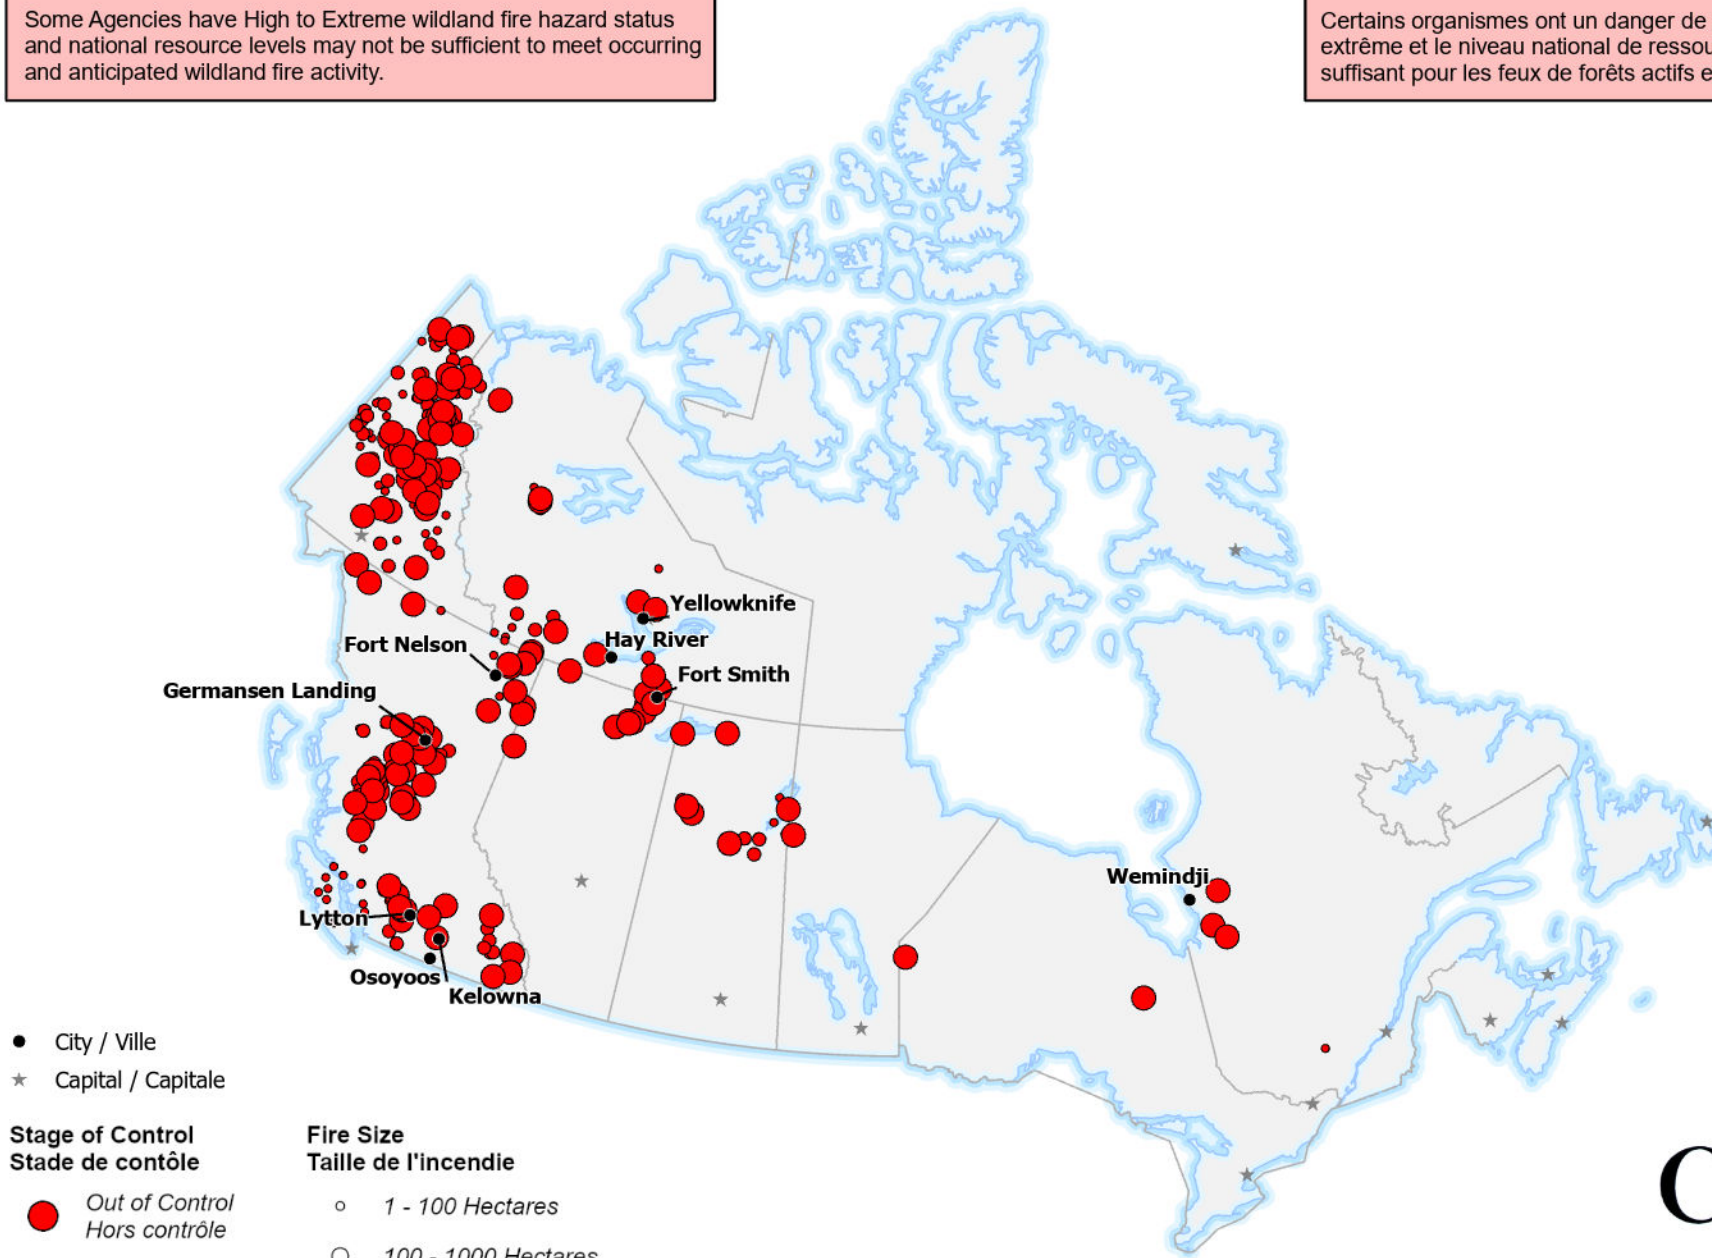 Some Agencies have High to Extreme wildland fire hazard status
and national resource levels may not be sufficient to meet occurring
and anticipated wildland fire activity.
Certains organismes ont un danger de
extrême et le niveau national de ressou
suffisant pour les feux de forêts actifs e
Yellowknife
Hay River
Fort Nelson
Fort Smith
Germansen Landing
Wemindji
Lytton
Osoyoos
Kelowna
City / Ville
Capital / Capitale
Stage of Control
Stade de contôle
Out of Control
Hors contrôle
Fire Size
Taille de l'incendie
1 - 100 Hectares
100 - 1000 Hectares
C